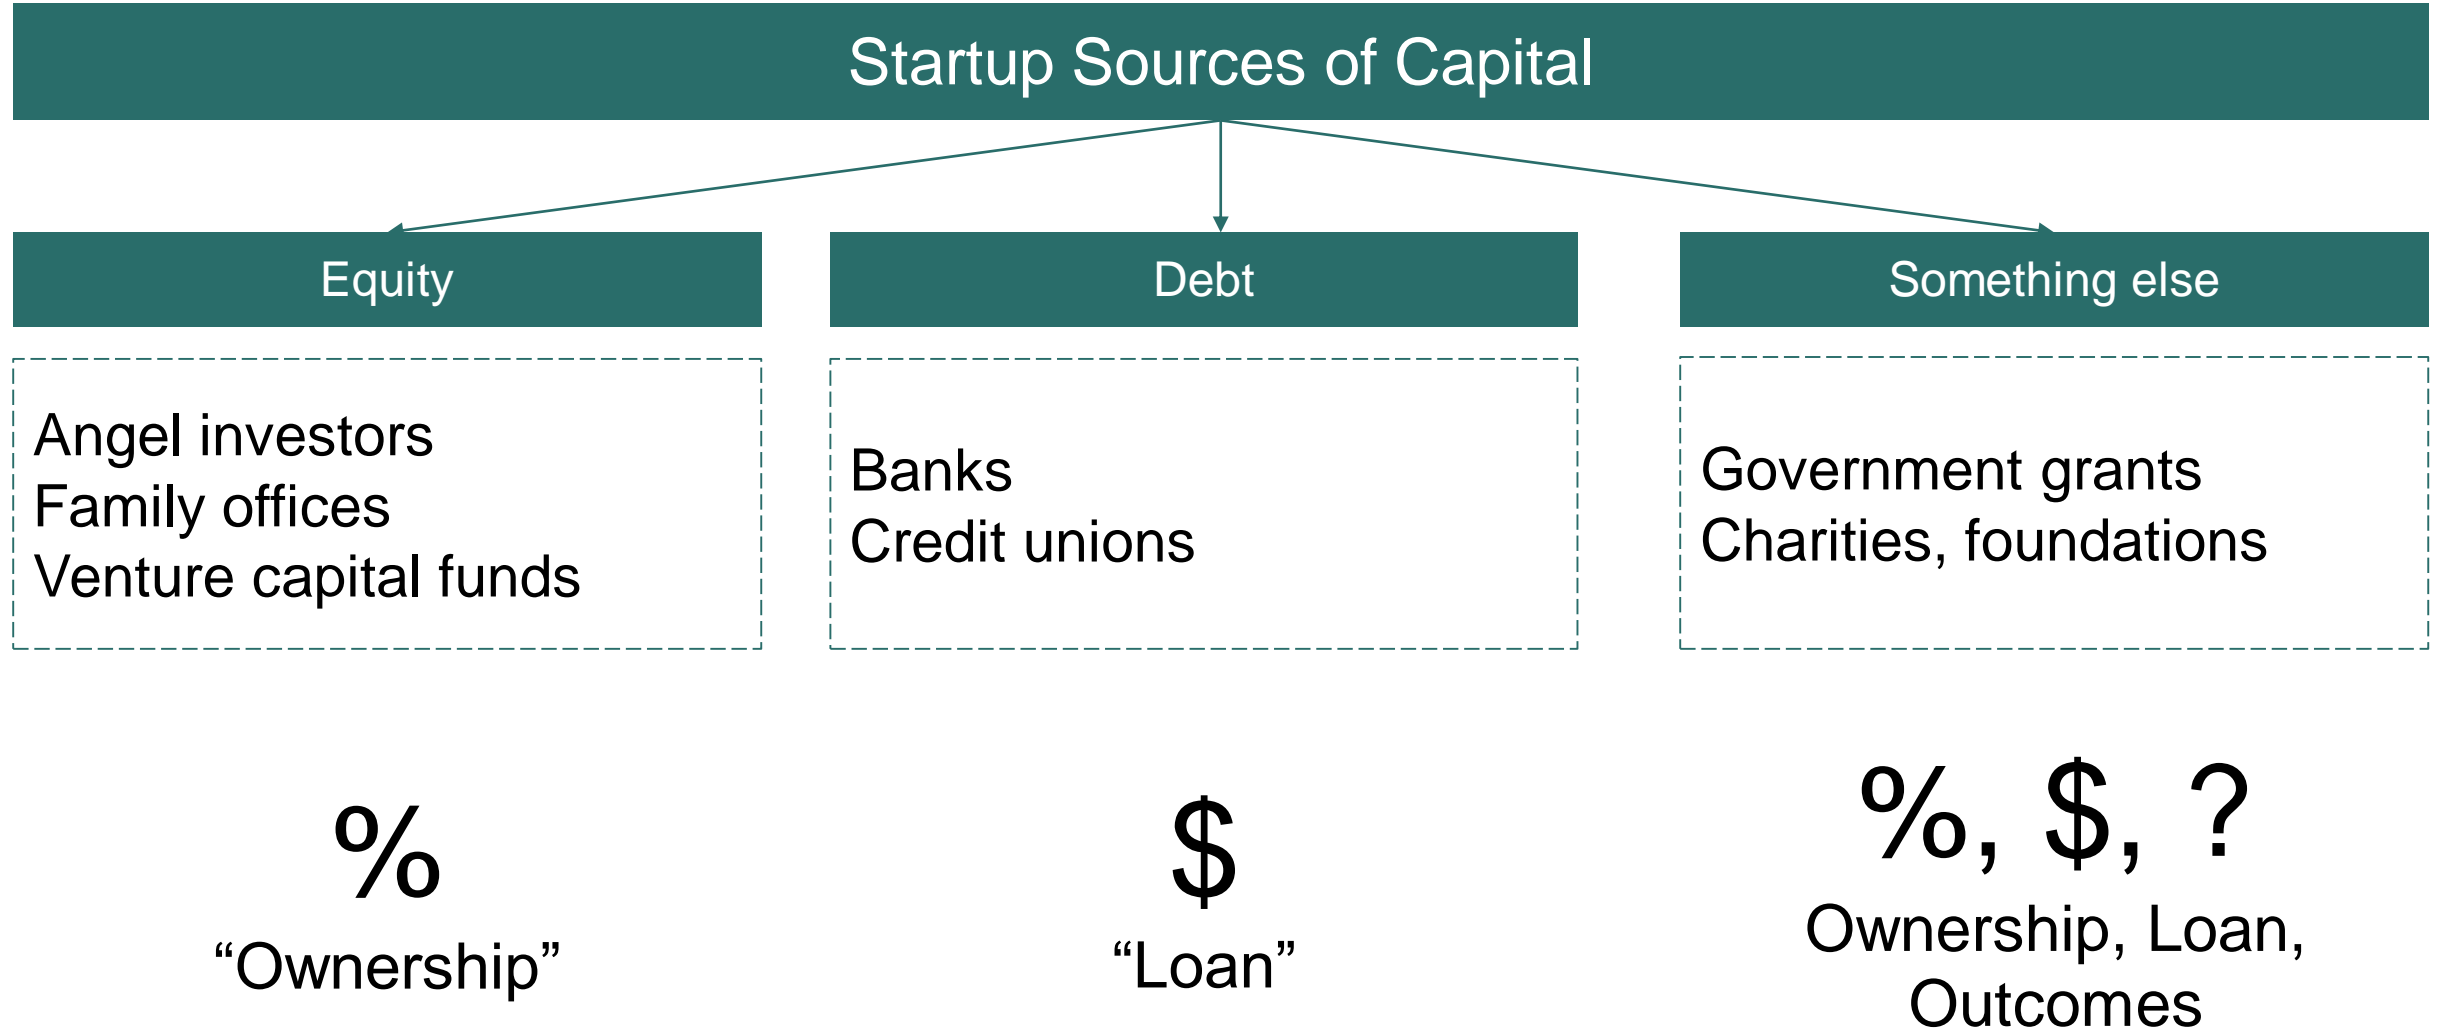 Startup Sources of Capital
Equity
Angel investors
Family offices
Venture capital funds
%
“Ownership”
Debt
Banks
Credit unions
$
“Loan”
Something else
Government grants
Charities, foundations
%, $, ?
Ownership, Loan,
Outcomes